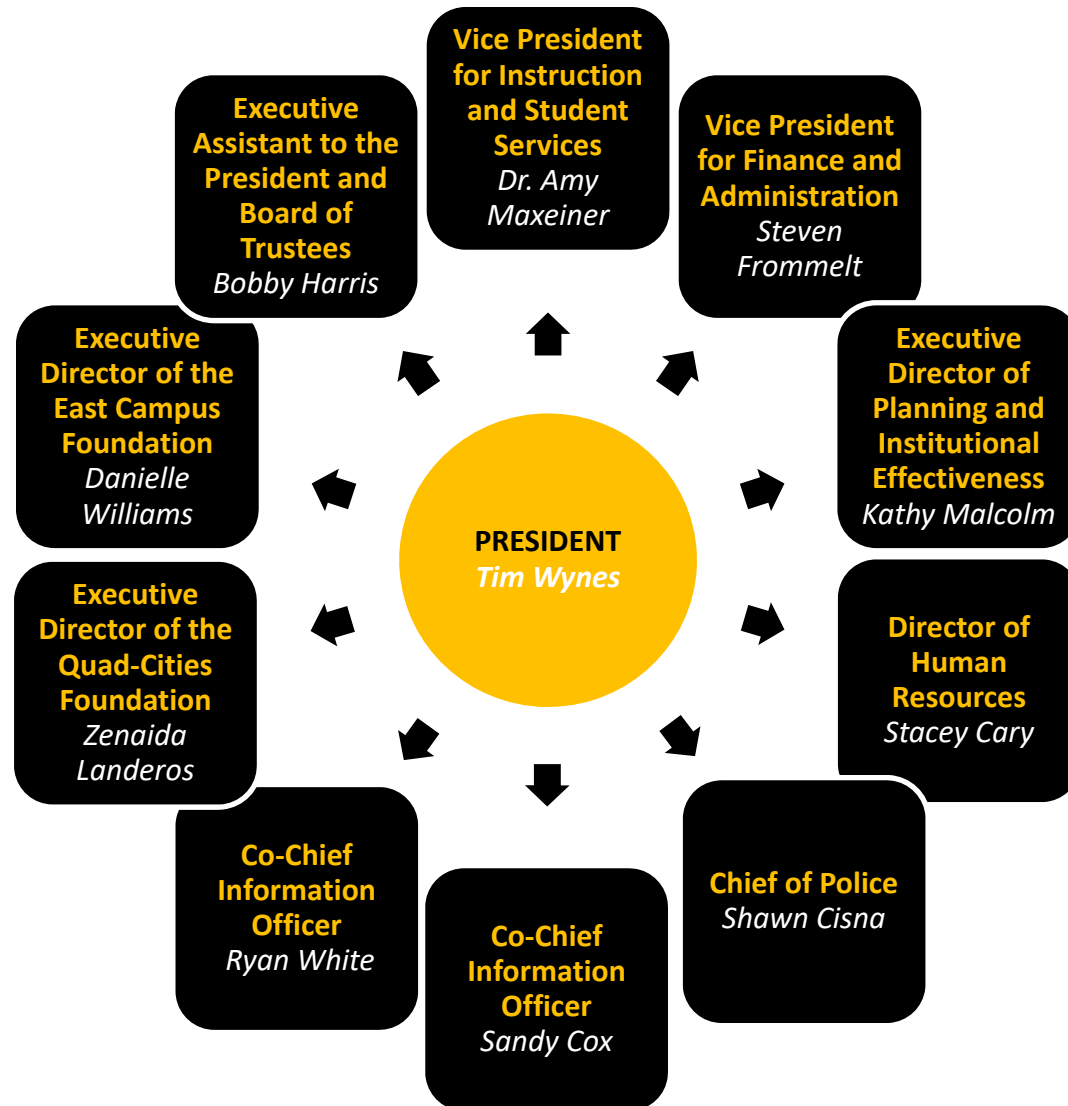 Vice President
for Instruction
and Student
Services
Dr. Amy
Maxeiner
Vice President
for Finance and
Administration
Steven
Frommelt
Executive
Director of
Planning and
Institutional
Effectiveness
Kathy Malcolm
Director of
Human
Resources
Stacey Cary
Chief of Police
Shawn Cisna
Co-Chief
Information
Officer
Sandy Cox
Co-Chief
Information
Officer
Ryan White
Executive
Director of the
Quad-Cities
Foundation
Zenaida
Landeros
Executive
Director of the
East Campus
Foundation
Danielle
Williams
Executive
Assistant to the
President and
Board of
Trustees
Bobby Harris
PRESIDENT
Tim Wynes